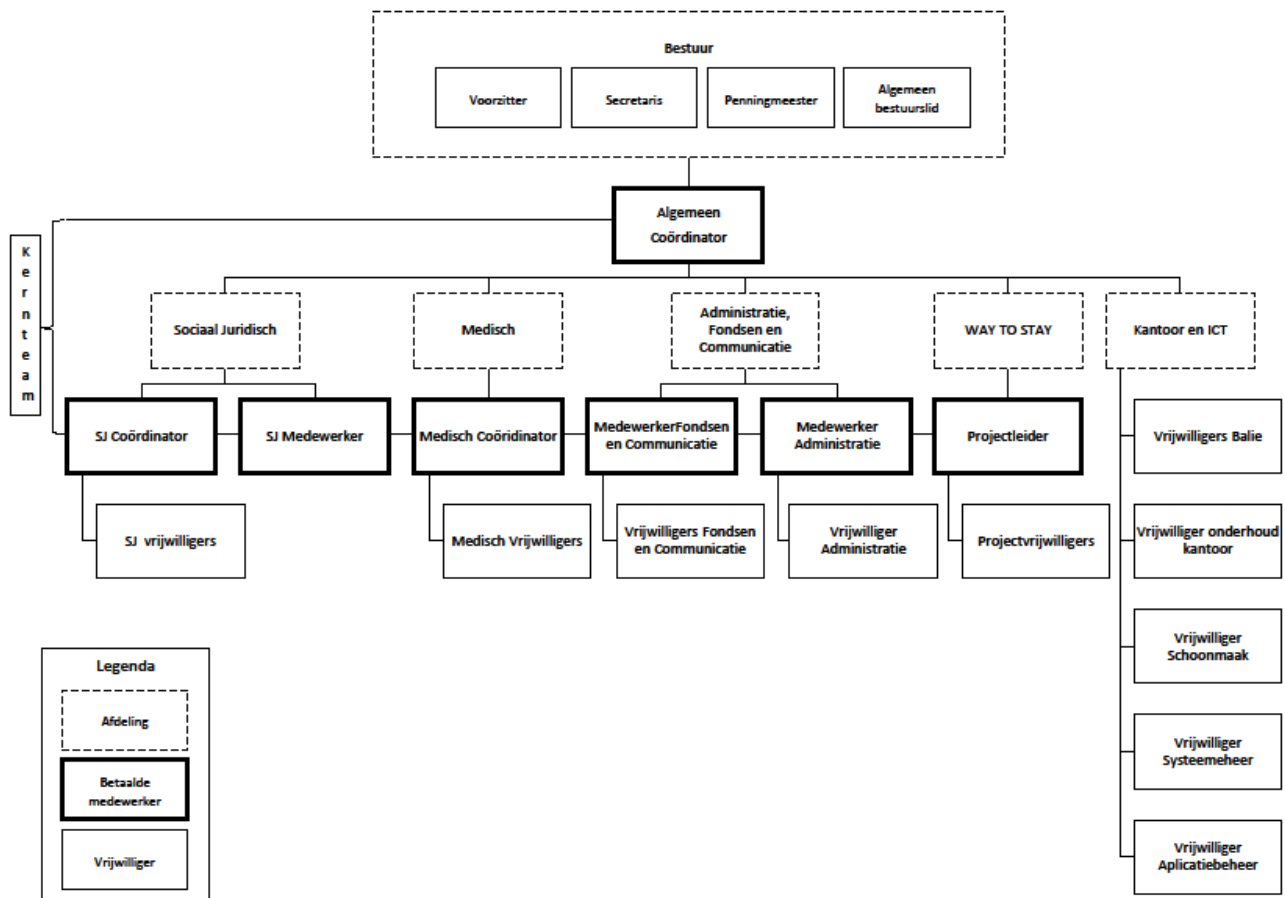 Bestuur
Voorzitter
Secretaris
Penningmeester
Algemeen
bestuurslid
Algemeen
Coördinator
Kernteam
Sociaal Juridisch
Medisch
Administratie,
Fondsen en
Communicatie
WAY TO STAY
Kantoor en ICT
SJ Coördinator
SJ Medewerker
Medisch Coöridinator
MedewerkerFondsen
en Communicatie
Medewerker
Administratie
Projectleider
Vrijwilligers Balie
SJ vrijwilligers
Medisch Vrijwilligers
Vrijwilligers Fondsen
en Communicatie
Vrijwilliger
Administratie
Projectvrijwilligers
Vrijwilliger onderhoud
kantoor
Vrijwilliger
Schoonmaak
Vrijwilliger
Systeemeheer
Vrijwilliger
Aplicatiebeheer
Legenda
Afdeling
Betaalde
medewerker
Vrijwilliger